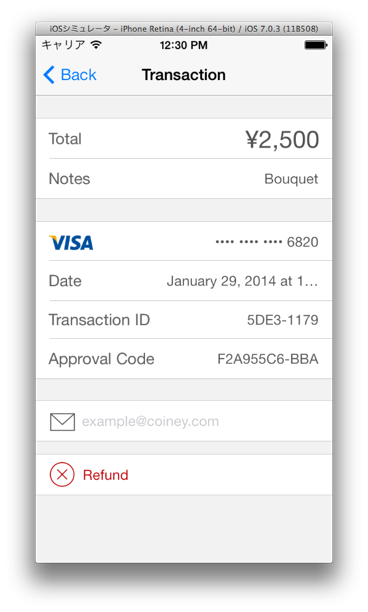 iOSシミュレータ - iPhone Retina (4-inch 64-bit) / iOS 7.0.3 (11B508)
キャリア 12:30 PM
Back Transaction
Total ¥2,500
Notes Bouquet
VISA •••• •••• •••• 6820
Date January 29, 2014 at 1…
Transaction ID 5DE3-1179
Approval Code F2A955C6-BBA
example@coiney.com
Refund